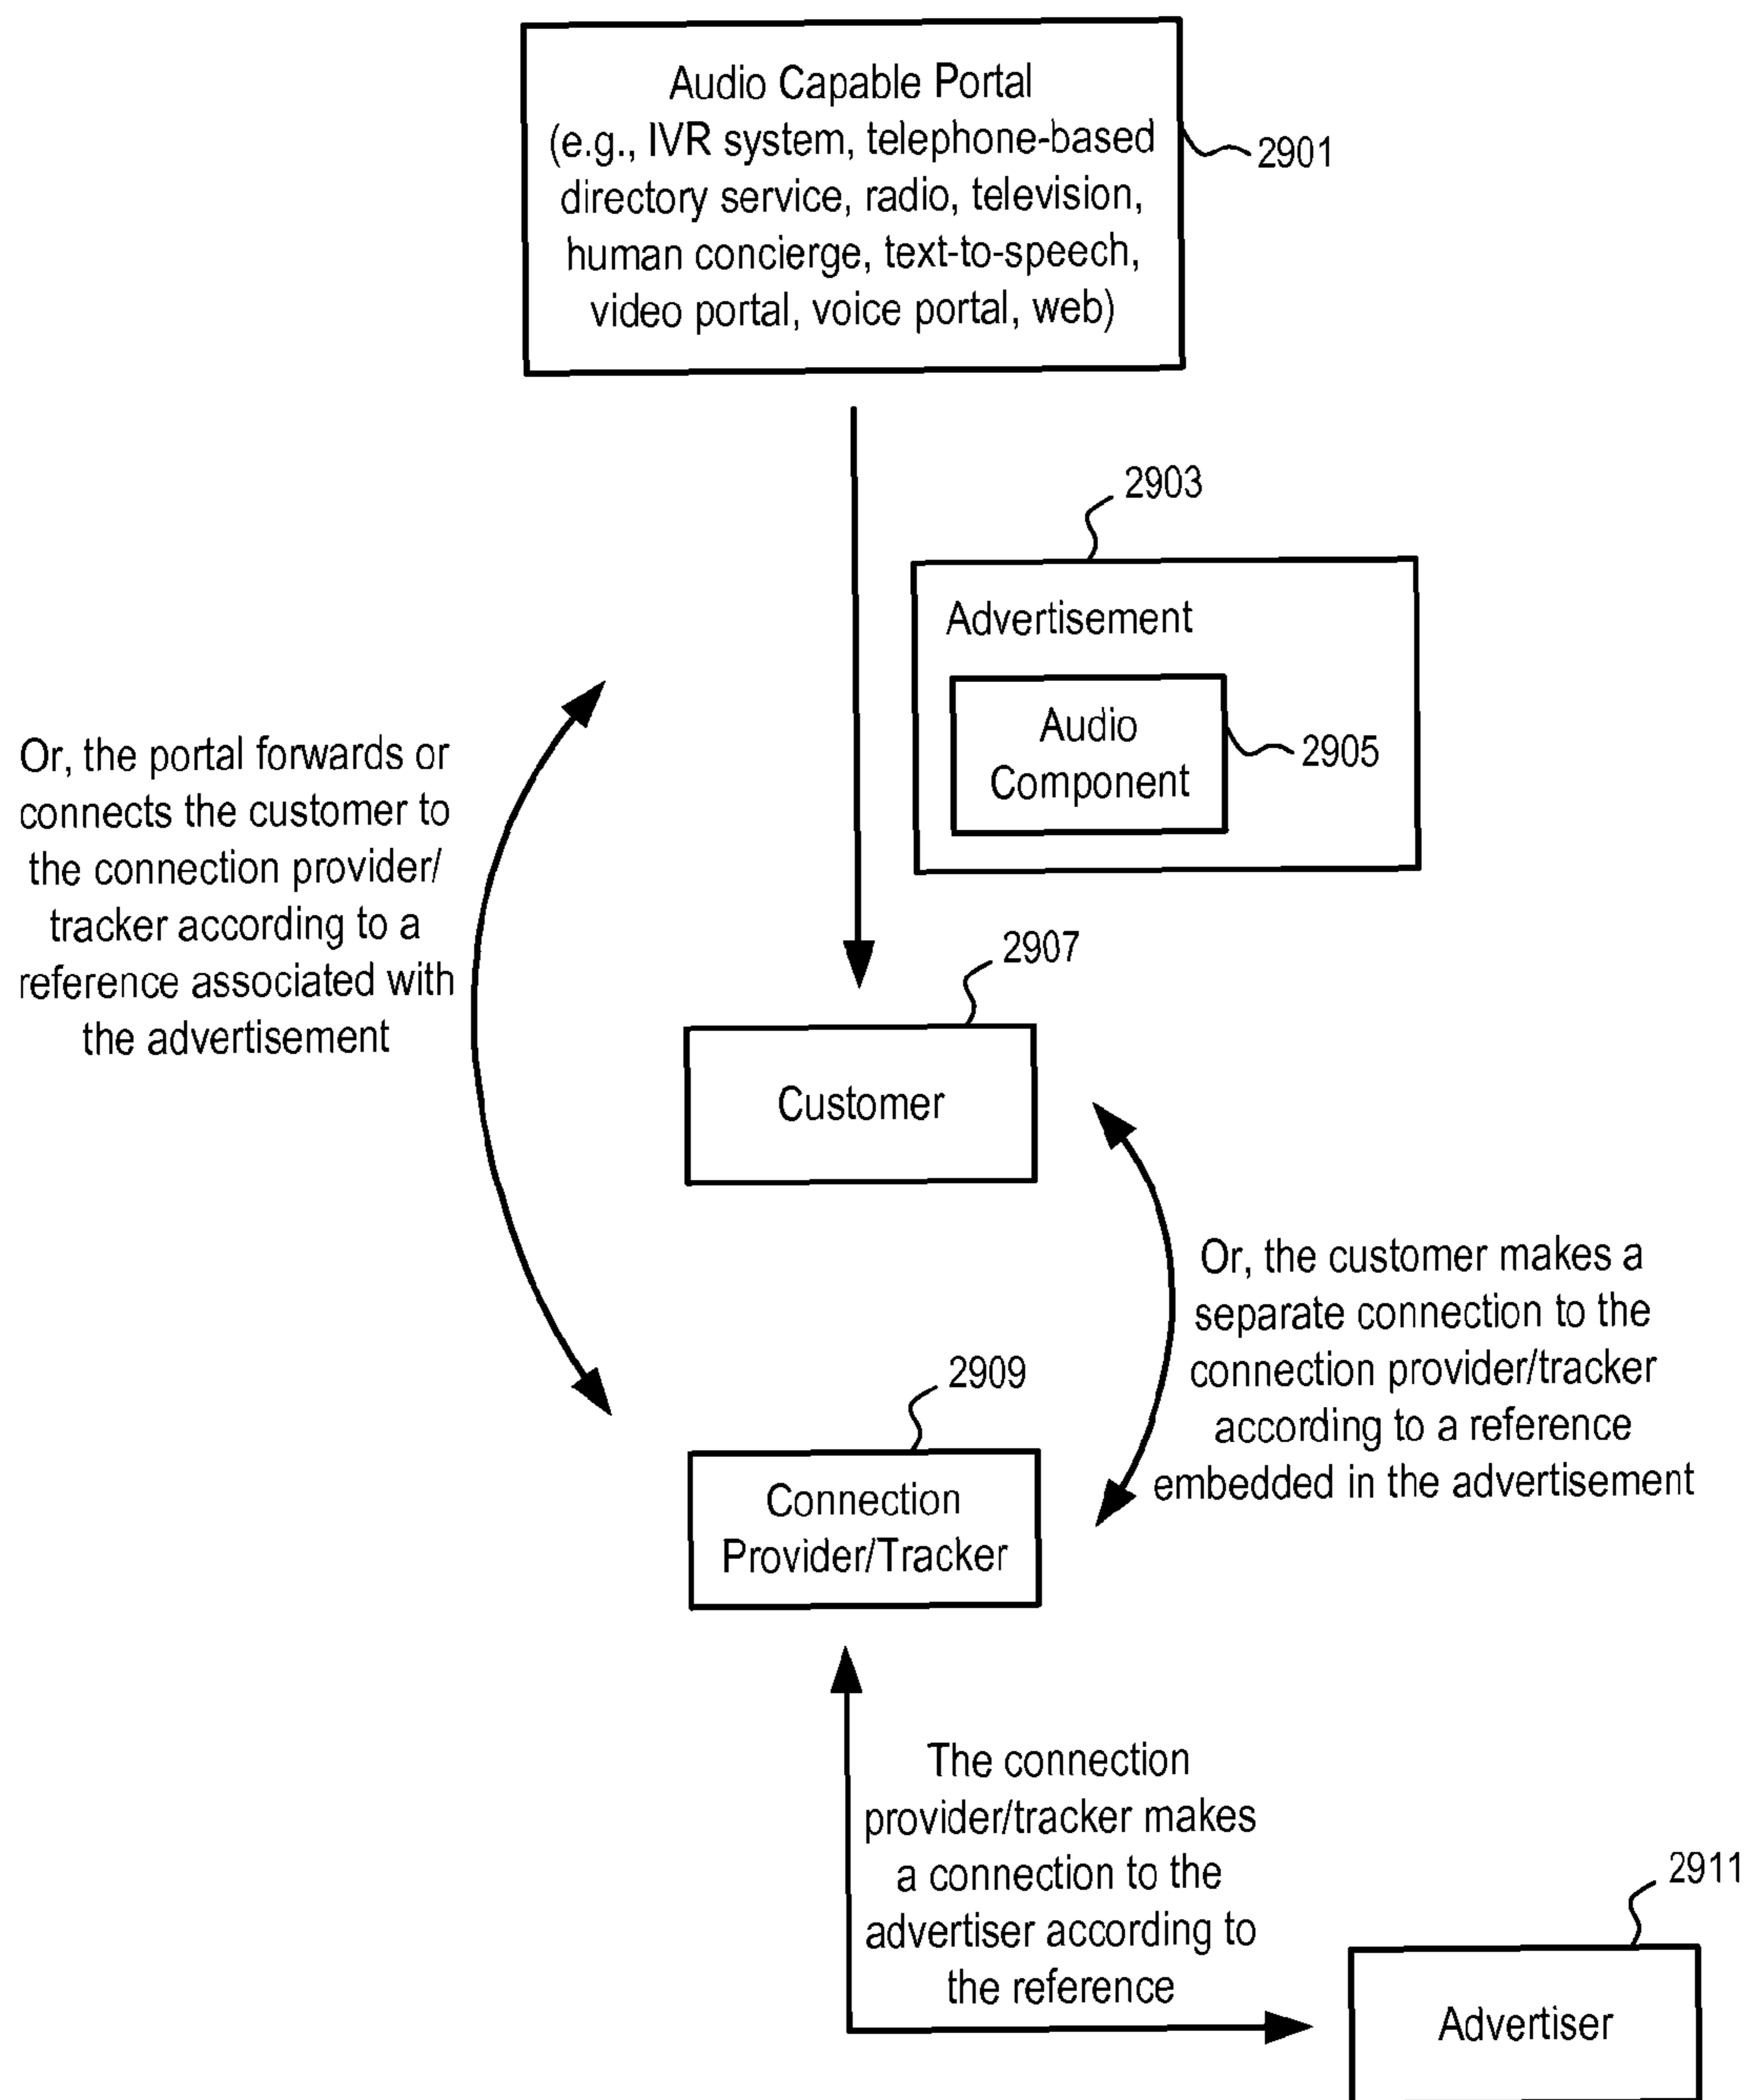 Audio Capable Portal
(e.g., IVR system, telephone-based
directory service, radio, television,
human concierge, text-to-speech,
video portal, voice portal, web)
2901
2903
Advertisement
Audio
Component
2905
Or, the portal forwards or
connects the customer to
the connection provider/
tracker according to a
reference associated with
the advertisement
2907
Customer
Or, the customer makes a
separate connection to the
connection provider/tracker
according to a reference
embedded in the advertisement
2909
Connection
Provider/Tracker
The connection
provider/tracker makes
a connection to the
advertiser according to
the reference
2911
Advertiser